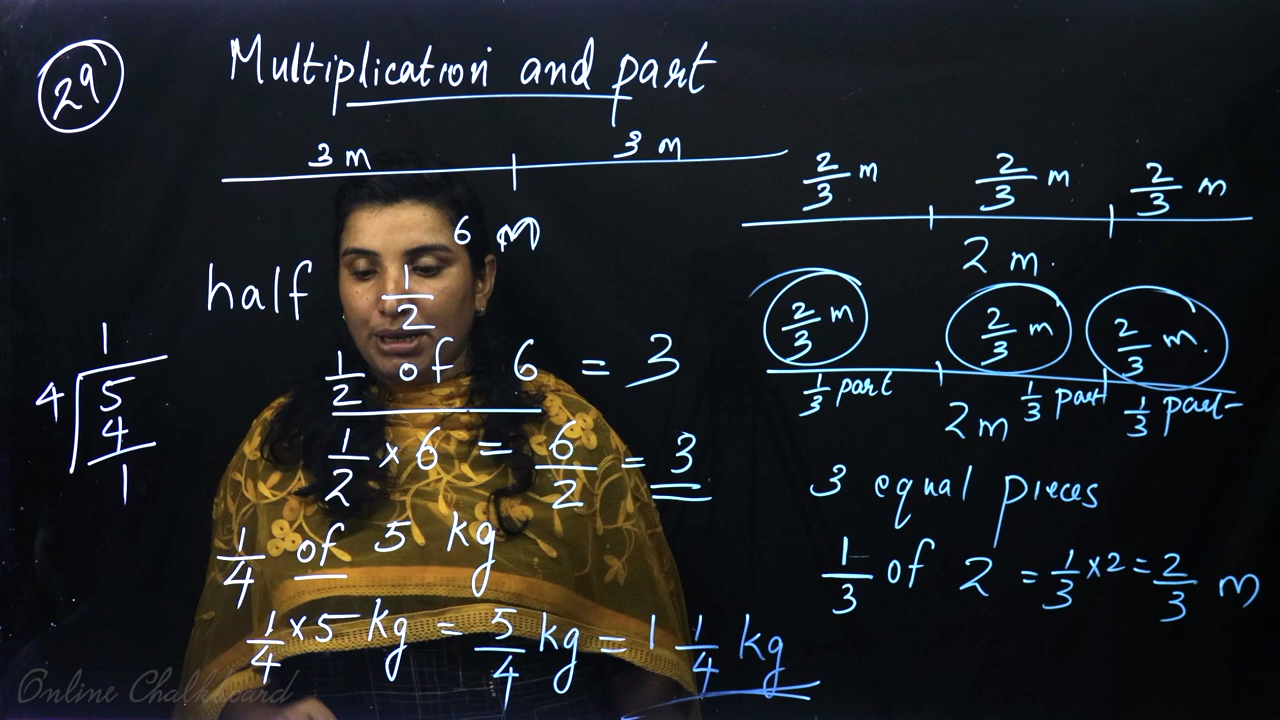 29
Multiplication and part
3 m 3 m
6 m
half 1/2
1/2 of 6 = 3
1/2 × 6 = 6/2 = 3
1
4 5
4
1
1/4 of 5 kg
1/4 × 5 kg = 5/4 kg = 1 1/4 kg
2/3 m 2/3 m 2/3 m
2 m.
2/3 m 2/3 m 2/3 m.
1/3 part 1/3 part 1/3 part
2m
3 equal pieces
1/3 of 2 = 1/3 × 2 = 2/3 m
Online Chalkboard